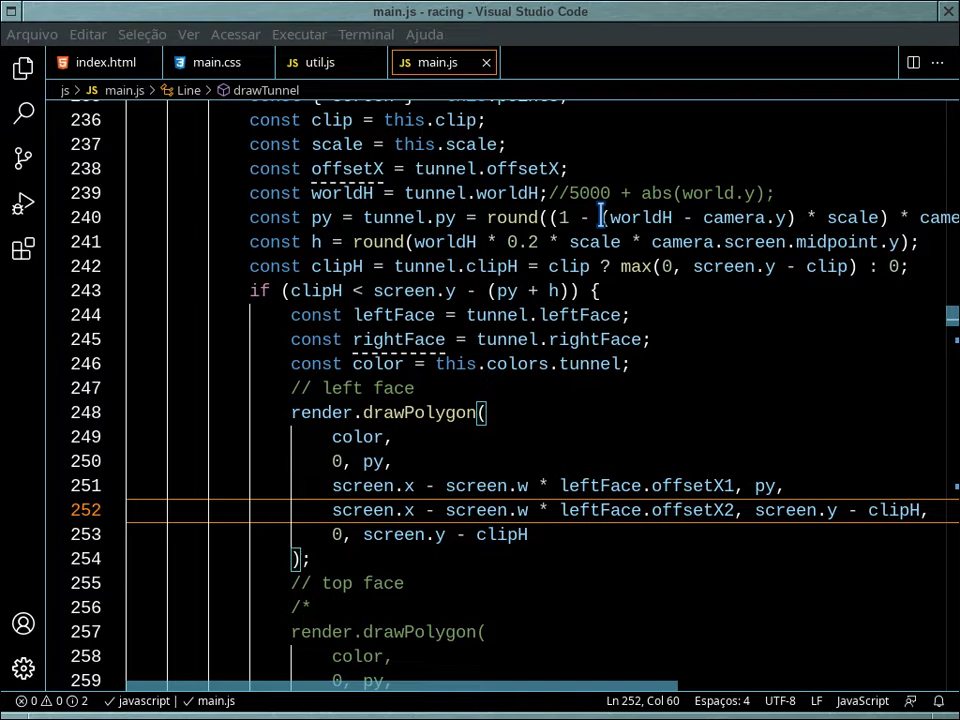 main.js - racing - Visual Studio Code
Arquivo Editar Seleção Ver Acessar Executar Terminal Ajuda
index.html main.css JS util.js JS main.js
js > JS main.js > Line > drawTunnel
236 const clip = this.clip;
237 const scale = this.scale;
238 const offsetX = tunnel.offsetX;
239 const worldH = tunnel.worldH;//5000 + abs(world.y);
240 const py = tunnel.py = round((1 - (worldH - camera.y) * scale) * came
241 const h = round(worldH * 0.2 * scale * camera.screen.midpoint.y);
242 const clipH = tunnel.clipH = clip ? max(0, screen.y - clip) : 0;
243 if (clipH < screen.y - (py + h)) {
244 const leftFace = tunnel.leftFace;
245 const rightFace = tunnel.rightFace;
246 const color = this.colors.tunnel;
247 // left face
248 render.drawPolygon(
249 color,
250 0, py,
251 screen.x - screen.w * leftFace.offsetX1, py,
252 screen.x - screen.w * leftFace.offsetX2, screen.y - clipH,
253 0, screen.y - clipH
254 );
255 // top face
256 /*
257 render.drawPolygon(
258 color,
259 0, py,
0 0 2 javascript | main.js Ln 252, Col 60 Espaços: 4 UTF-8 LF JavaScript